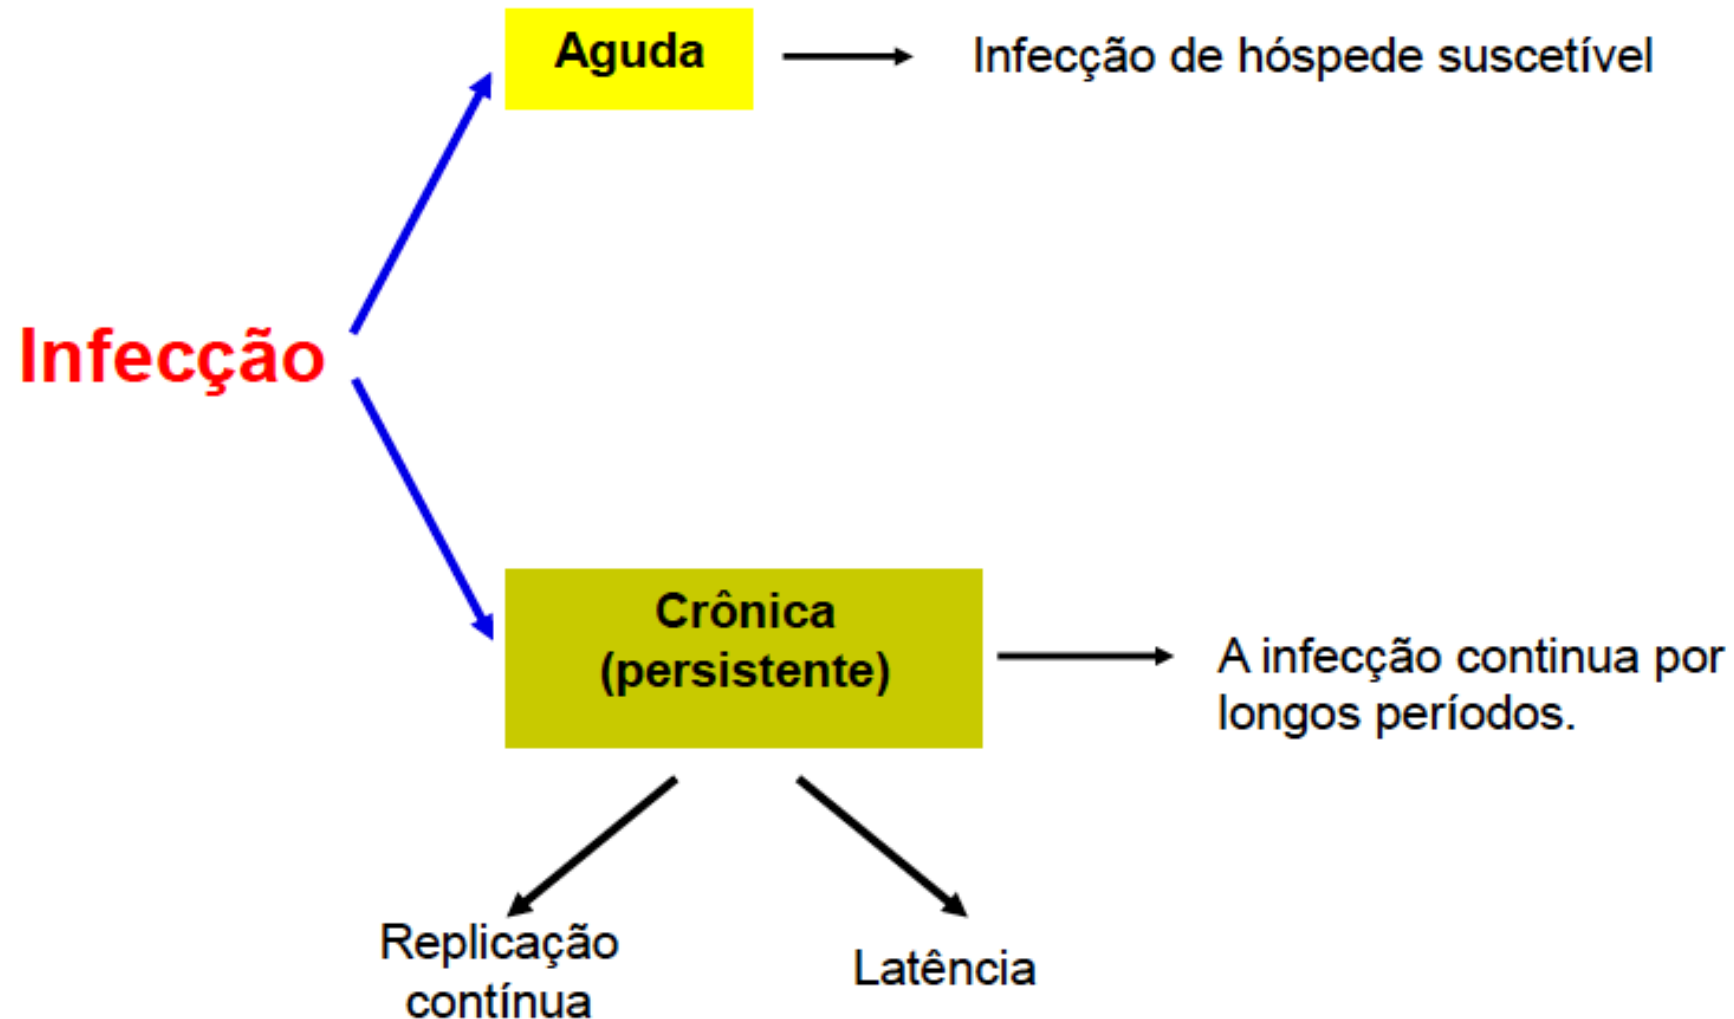 Aguda
Infecção de hóspede suscetível
Infecção
Crônica
(persistente)
A infecção continua por
longos períodos.
Replicação
contínua
Latência